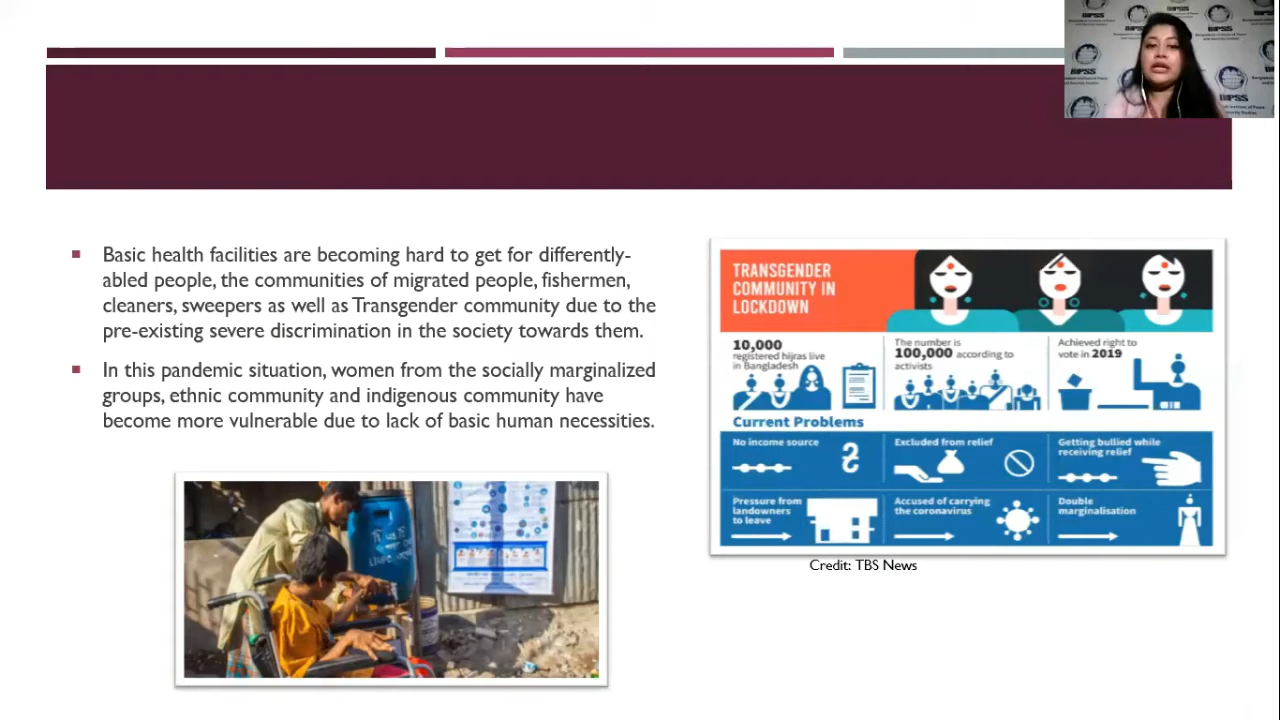 BIPSS
Basic health facilities are becoming hard to get for differently-
abled people, the communities of migrated people, fishermen,
cleaners, sweepers as well as Transgender community due to the
pre-existing severe discrimination in the society towards them.
In this pandemic situation, women from the socially marginalized
groups, ethnic community and indigenous community have
become more vulnerable due to lack of basic human necessities.
TRANSGENDER
COMMUNITY IN
LOCKDOWN
10,000
registered hijras live
in Bangladesh
The number is
100,000 according to
activists
Achieved right to
vote in 2019
Current Problems
No income source
Excluded from relief
Getting bullied while
receiving relief
Pressure from
landowners
to leave
Accused of carrying
the coronavirus
Double
marginalisation
Credit: TBS News